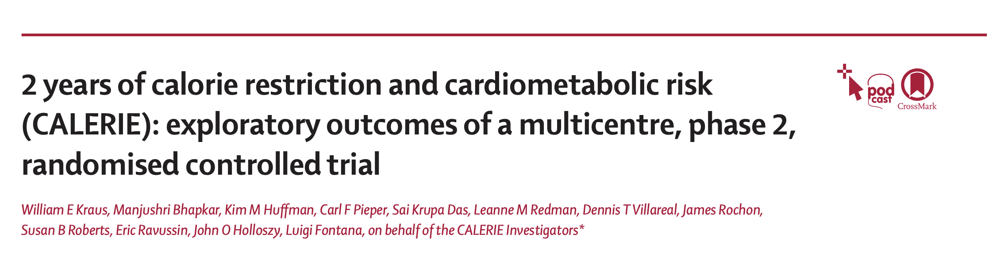 2 years of calorie restriction and cardiometabolic risk
(CALERIE): exploratory outcomes of a multicentre, phase 2,
randomised controlled trial
pod
cast
CrossMark
William E Kraus, Manjushri Bhapkar, Kim M Huffman, Carl F Pieper, Sai Krupa Das, Leanne M Redman, Dennis T Villareal, James Rochon,
Susan B Roberts, Eric Ravussin, John O Holloszy, Luigi Fontana, on behalf of the CALERIE Investigators*